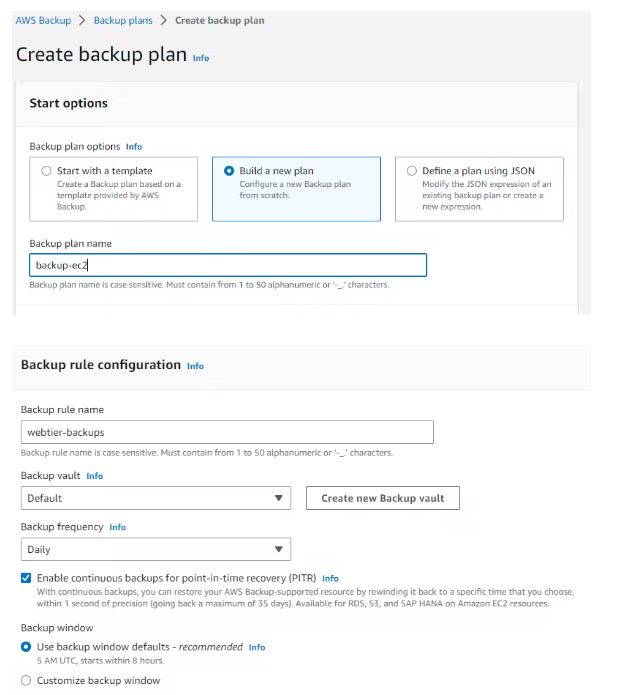 AWS Backup > Backup plans > Create backup plan
Create backup plan Info
Start options
Backup plan options Info
Start with a template
Create a Backup plan based on a
template provided by AWS
Backup.
Build a new plan
Configure a new Backup plan
from scratch.
Define a plan using JSON
Modify the JSON expression of an
existing backup plan or create a
new expression.
Backup plan name
backup-ec2
Backup plan name is case sensitive. Must contain from 1 to 50 alphanumeric or '-_.' characters.
Backup rule configuration Info
Backup rule name
webtier-backups
Backup rule name is case sensitive. Must contain from 1 to 50 alphanumeric or '-_.' characters.
Backup vault Info
Default
Create new Backup vault
Backup frequency Info
Daily
Enable continuous backups for point-in-time recovery (PITR) Info
With continuous backups, you can restore your AWS Backup-supported resource by rewinding it back to a specific time that you choose,
within 1 second of precision (going back a maximum of 35 days). Available for RDS, S3, and SAP HANA on Amazon EC2 resources.
Backup window
Use backup window defaults - recommended Info
5 AM UTC, starts within 8 hours.
Customize backup window